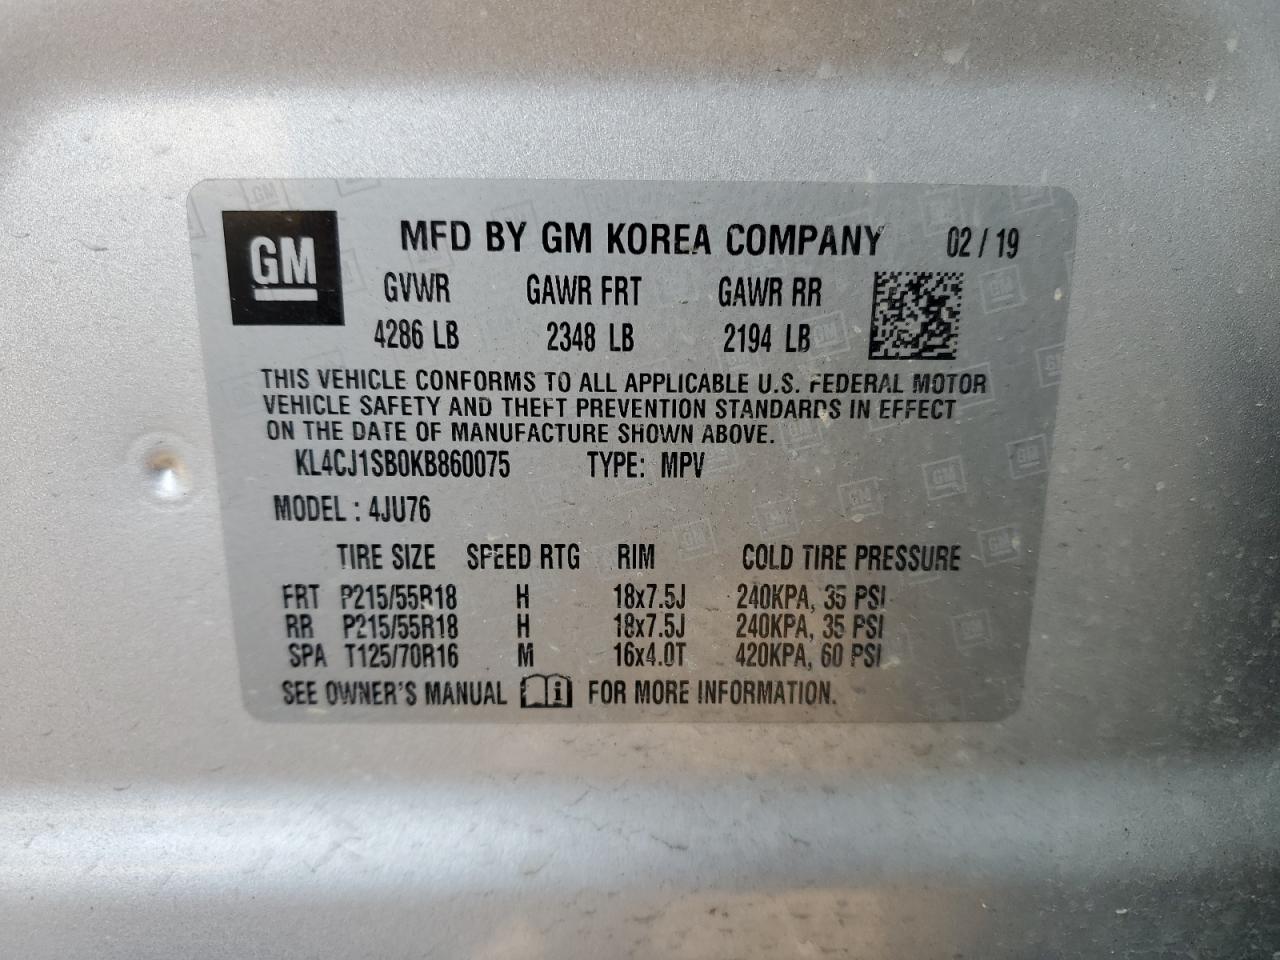 GM
MFD BY GM KOREA COMPANY 02 / 19
GVWR GAWR FRT GAWR RR
4286 LB 2348 LB 2194 LB
THIS VEHICLE CONFORMS TO ALL APPLICABLE U.S. FEDERAL MOTOR
VEHICLE SAFETY AND THEFT PREVENTION STANDARDS IN EFFECT
ON THE DATE OF MANUFACTURE SHOWN ABOVE.
KL4CJ1SB0KB860075 TYPE: MPV
MODEL : 4JU76
TIRE SIZE SPEED RTG RIM COLD TIRE PRESSURE
FRT P215/55R18 H 18x7.5J 240KPA, 35 PSI
RR P215/55R18 H 18x7.5J 240KPA, 35 PSI
SPA T125/70R16 M 16x4.0T 420KPA, 60 PSI
SEE OWNER'S MANUAL i FOR MORE INFORMATION.